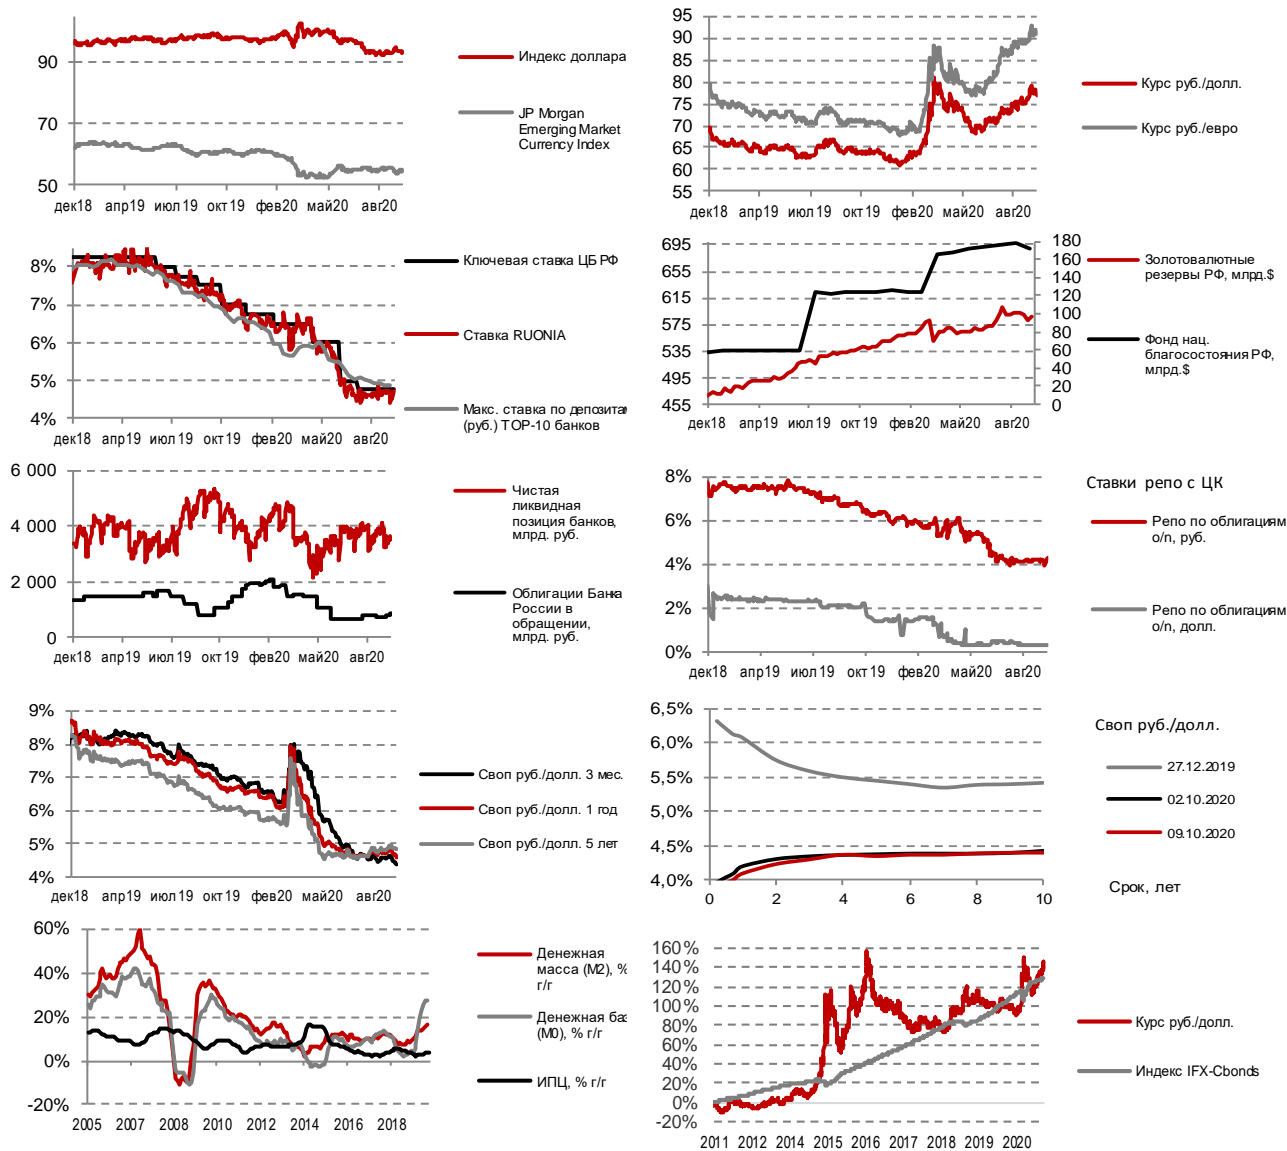 90
70
50
дек18 апр19 июл19 окт19 фев20 май20 авг20
Индекс доллара
JP Morgan
Emerging Market
Currency Index
95
90
85
80
75
70
65
60
55
дек18 апр19 июл19 окт19 фев20 май20 авг20
Курс руб./долл.
Курс руб./евро
8%
7%
6%
5%
4%
дек18 апр19 июл19 окт19 фев20 май20 авг20
Ключевая ставка ЦБ РФ
Ставка RUONIA
Макс. ставка по депозитам
(руб.) TOP-10 банков
695
655
615
575
535
495
455
180
160
140
120
100
80
60
40
20
0
дек18 апр19 июл19 окт19 фев20 май20 авг20
Золотовалютные
резервы РФ, млрд.$
Фонд нац.
благосостояния РФ,
млрд.$
6 000
4 000
2 000
0
дек18 апр19 июл19 окт19 фев20 май20 авг20
Чистая
ликвидная
позиция банков,
млрд. руб.
Облигации Банка
России в
обращении,
млрд. руб.
8%
6%
4%
2%
0%
дек18 апр19 июл19 окт19 фев20 май20 авг20
Ставки репо с ЦК
Репо по облигациям
o/n, руб.
Репо по облигациям
o/n, долл.
9%
8%
7%
6%
5%
4%
дек18 апр19 июл19 окт19 фев20 май20 авг20
Своп руб./долл. 3 мес.
Своп руб./долл. 1 год
Своп руб./долл. 5 лет
6,5%
6,0%
5,5%
5,0%
4,5%
4,0%
0 2 4 6 8 10
Своп руб./долл.
27.12.2019
02.10.2020
09.10.2020
Срок, лет
60%
40%
20%
0%
-20%
2005 2007 2008 2010 2012 2014 2016 2018
Денежная
масса (М2), %
г/г
Денежная баз
(М0), % г/г
ИПЦ, % г/г
160%
140%
120%
100%
80%
60%
40%
20%
0%
-20%
2011 2012 2014 2015 2016 2017 2018 2019 2020
Курс руб./долл.
Индекс IFX-Cbonds